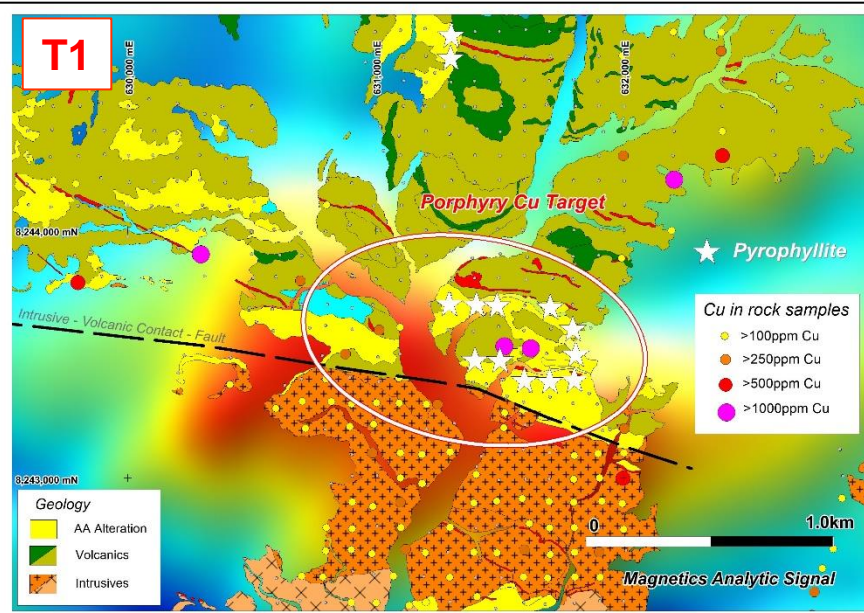 T1
630,000 mE
631,000 mE
632,000 mE
Porphyry Cu Target
8,244,000 mN
Pyrophyllite
Intrusive - Volcanic Contact - Fault
Cu in rock samples
>100ppm Cu
>250ppm Cu
>500ppm Cu
>1000ppm Cu
8,243,000 mN
Geology
AA Alteration
Volcanics
Intrusives
0
1.0km
Magnetics Analytic Signal